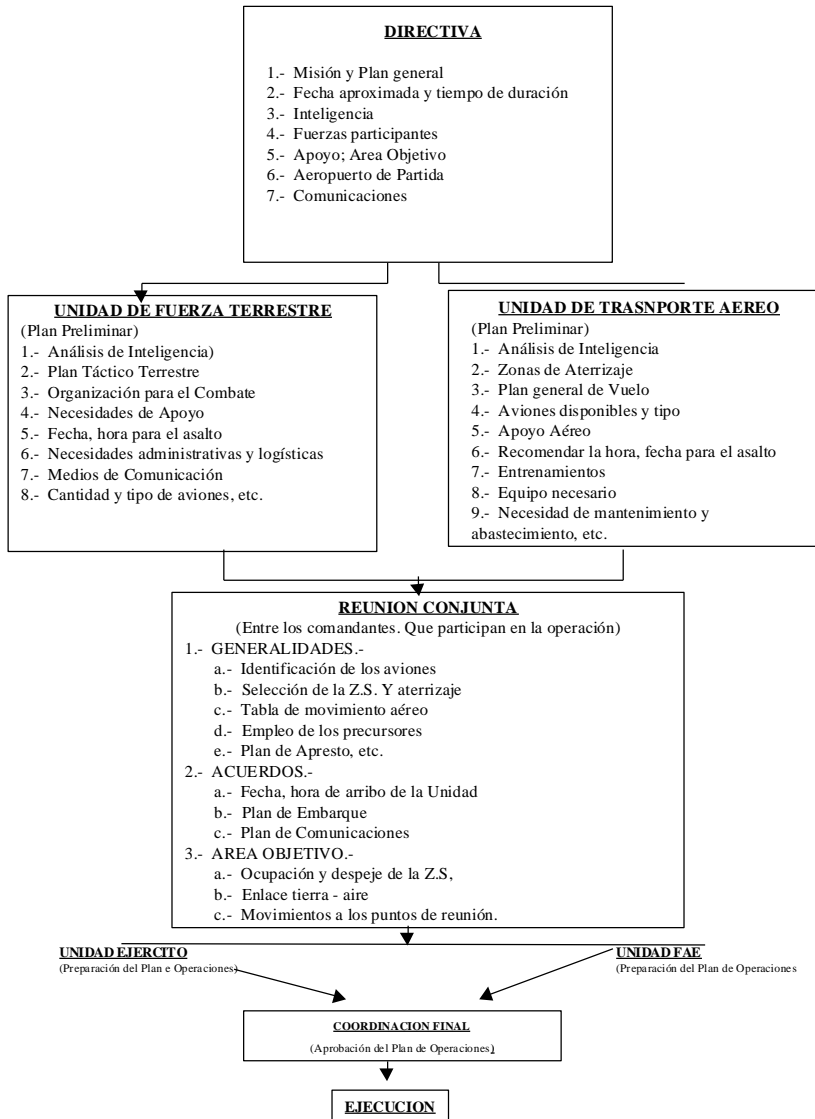 DIRECTIVA
1.- Misión y Plan general
2.- Fecha aproximada y tiempo de duración
3.- Inteligencia
4.- Fuerzas participantes
5.- Apoyo; Area Objetivo
6.- Aeropuerto de Partida
7.- Comunicaciones
UNIDAD DE FUERZA TERRESTRE
(Plan Preliminar)
1.- Análisis de Inteligencia)
2.- Plan Táctico Terrestre
3.- Organización para el Combate
4.- Necesidades de Apoyo
5.- Fecha, hora para el asalto
6.- Necesidades administrativas y logísticas
7.- Medios de Comunicación
8.- Cantidad y tipo de aviones, etc.
UNIDAD DE TRASNPORTE AEREO
(Plan Preliminar)
1.- Análisis de Inteligencia
2.- Zonas de Aterrizaje
3.- Plan general de Vuelo
4.- Aviones disponibles y tipo
5.- Apoyo Aéreo
6.- Recomendar la hora, fecha para el asalto
7.- Entrenamientos
8.- Equipo necesario
9.- Necesidad de mantenimiento y
abastecimiento, etc.
REUNION CONJUNTA
(Entre los comandantes. Que participan en la operación)
1.- GENERALIDADES.-
a.- Identificación de los aviones
b.- Selección de la Z.S. Y aterrizaje
c.- Tabla de movimiento aéreo
d.- Empleo de los precursores
e.- Plan de Apresto, etc.
2.- ACUERDOS.-
a.- Fecha, hora de arribo de la Unidad
b.- Plan de Embarque
c.- Plan de Comunicaciones
3.- AREA OBJETIVO.-
a.- Ocupación y despeje de la Z.S,
b.- Enlace tierra - aire
c.- Movimientos a los puntos de reunión.
UNIDAD EJERCITO
(Preparación del Plan e Operaciones)
UNIDAD FAE
(Preparación del Plan de Operaciones
COORDINACION FINAL
(Aprobación del Plan de Operaciones)
EJECUCION